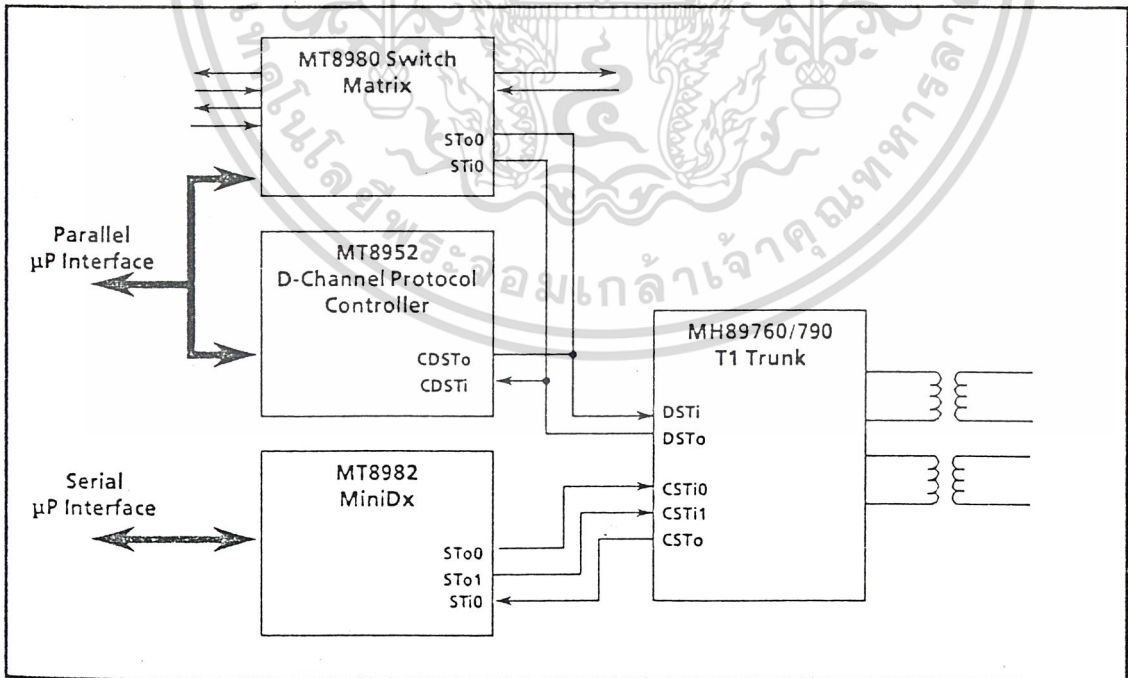 MT8980 Switch
Matrix
STo0
STi0
Parallel
µP Interface
MT8952
D-Channel Protocol
Controller
CDSTo
CDSTi
MH89760/790
T1 Trunk
DSTi
DSTo
CSTi0
CSTi1
CSTo
Serial
µP Interface
MT8982
MiniDx
STo0
STo1
STi0